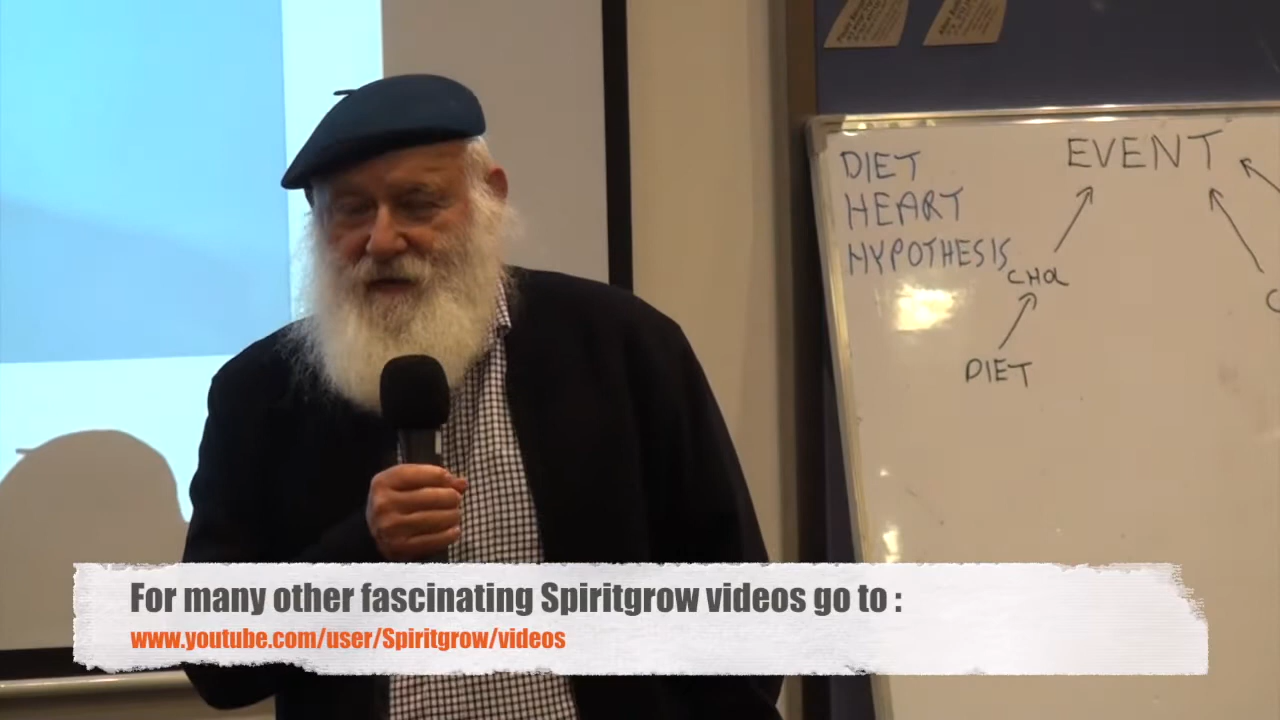 DIET
HEART
HYPOTHESIS
EVENT
CHOL
DIET
For many other fascinating Spiritgrow videos go to :
www.youtube.com/user/Spiritgrow/videos